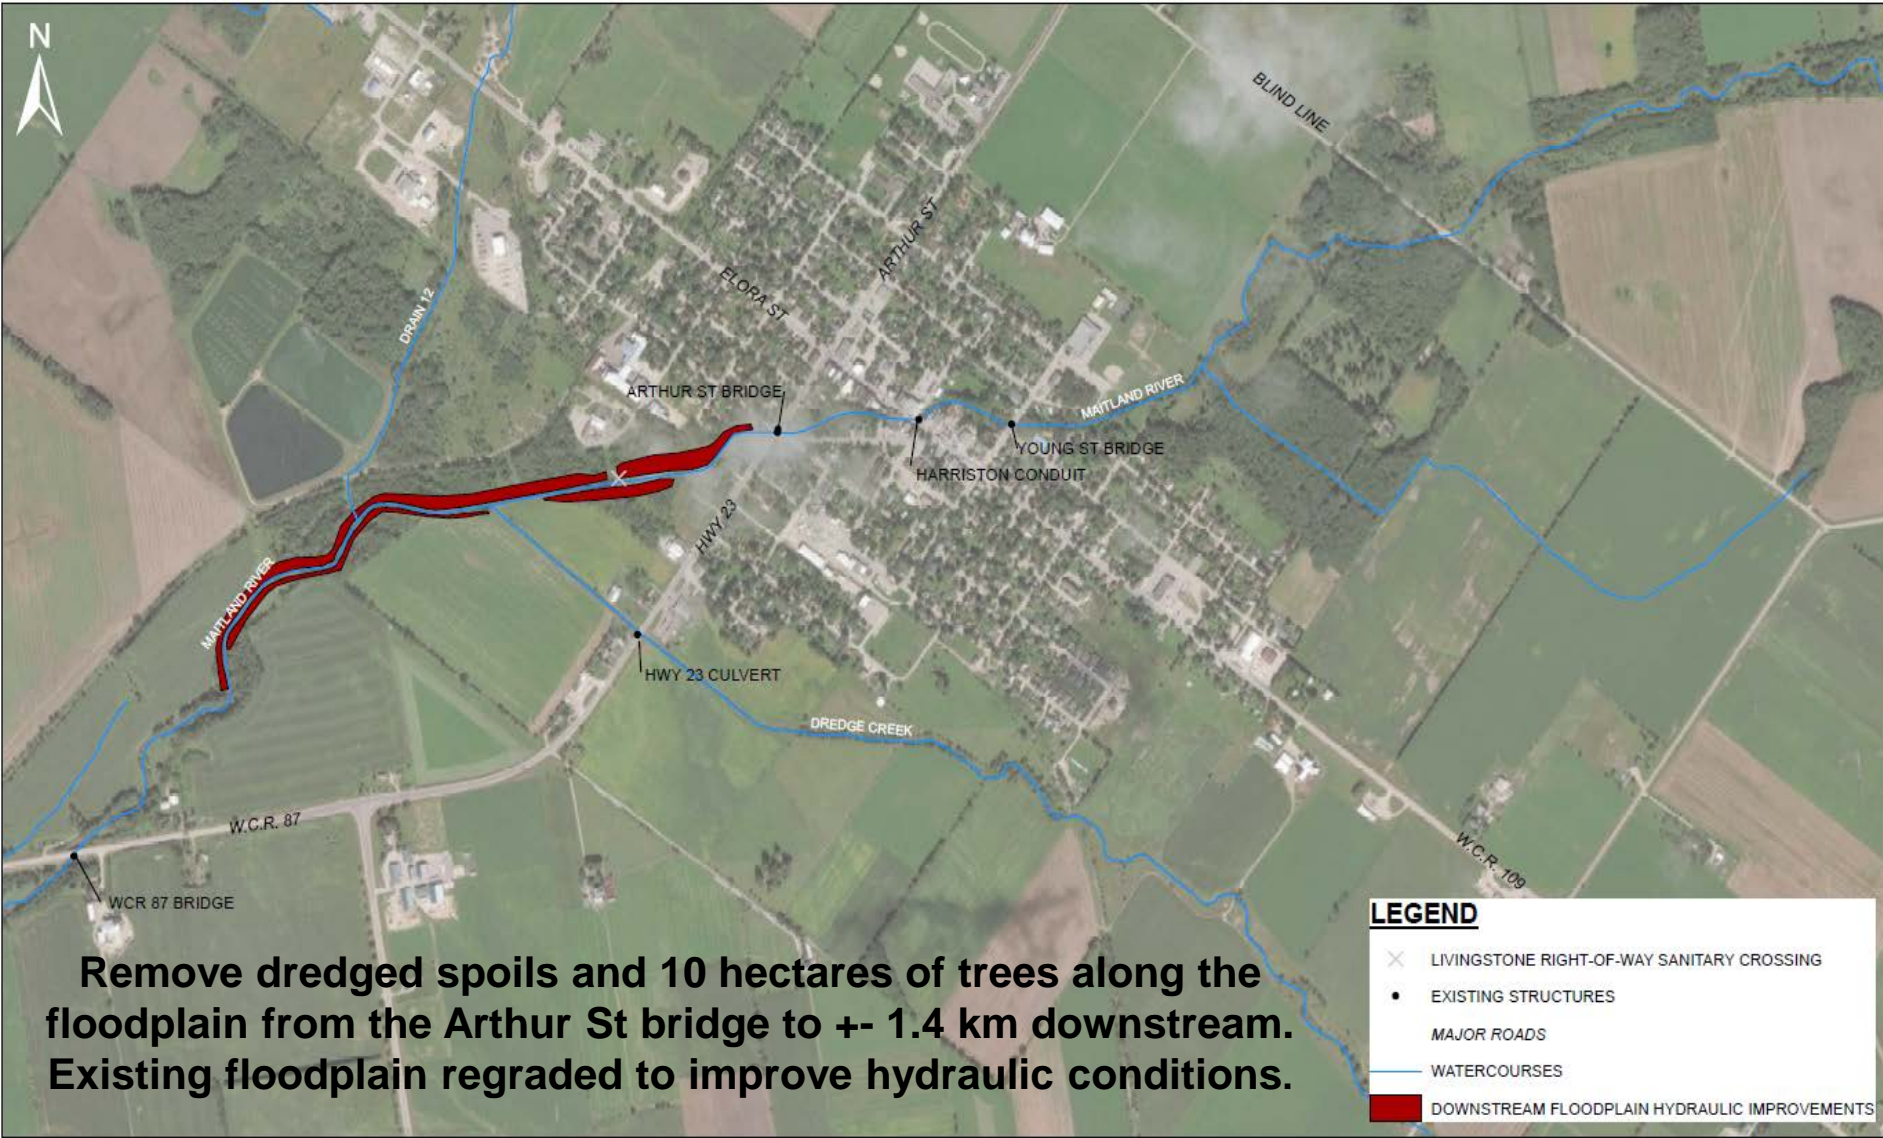 N
BLIND LINE
ARTHUR ST
ELORA ST
DRAIN 12
ARTHUR ST BRIDGE
MAITLAND RIVER
YOUNG ST BRIDGE
HARRISTON CONDUIT
HWY 23
MAITLAND RIVER
HWY 23 CULVERT
DREDGE CREEK
W.C.R. 87
W.C.R. 109
WCR 87 BRIDGE
Remove dredged spoils and 10 hectares of trees along the
floodplain from the Arthur St bridge to +- 1.4 km downstream.
Existing floodplain regraded to improve hydraulic conditions.
LEGEND
LIVINGSTONE RIGHT-OF-WAY SANITARY CROSSING
EXISTING STRUCTURES
MAJOR ROADS
WATERCOURSES
DOWNSTREAM FLOODPLAIN HYDRAULIC IMPROVEMENTS